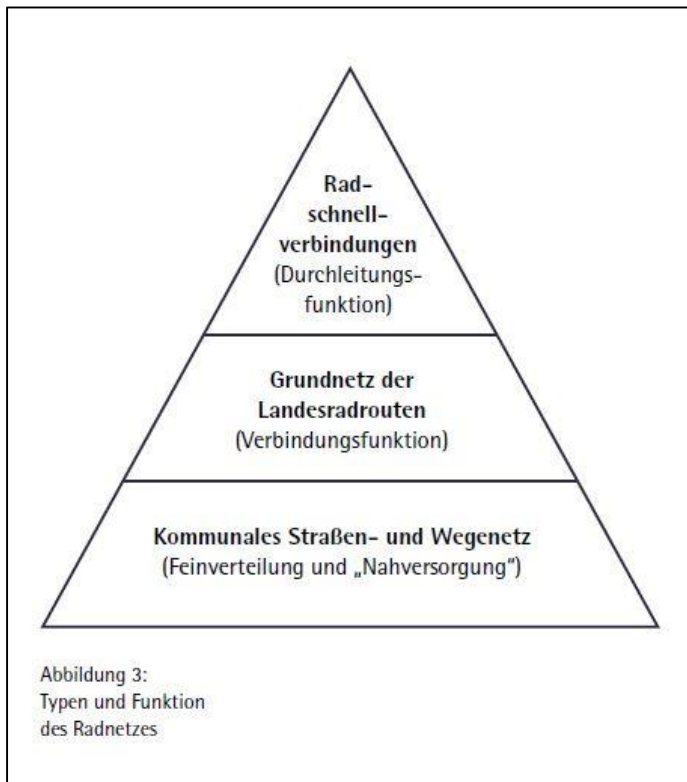 Rad-
schnell-
verbindungen
(Durchleitungs-
funktion)
Grundnetz der
Landesradrouten
(Verbindungsfunktion)
Kommunales Straßen- und Wegenetz
(Feinverteilung und „Nahversorgung“)
Abbildung 3:
Typen und Funktion
des Radnetzes